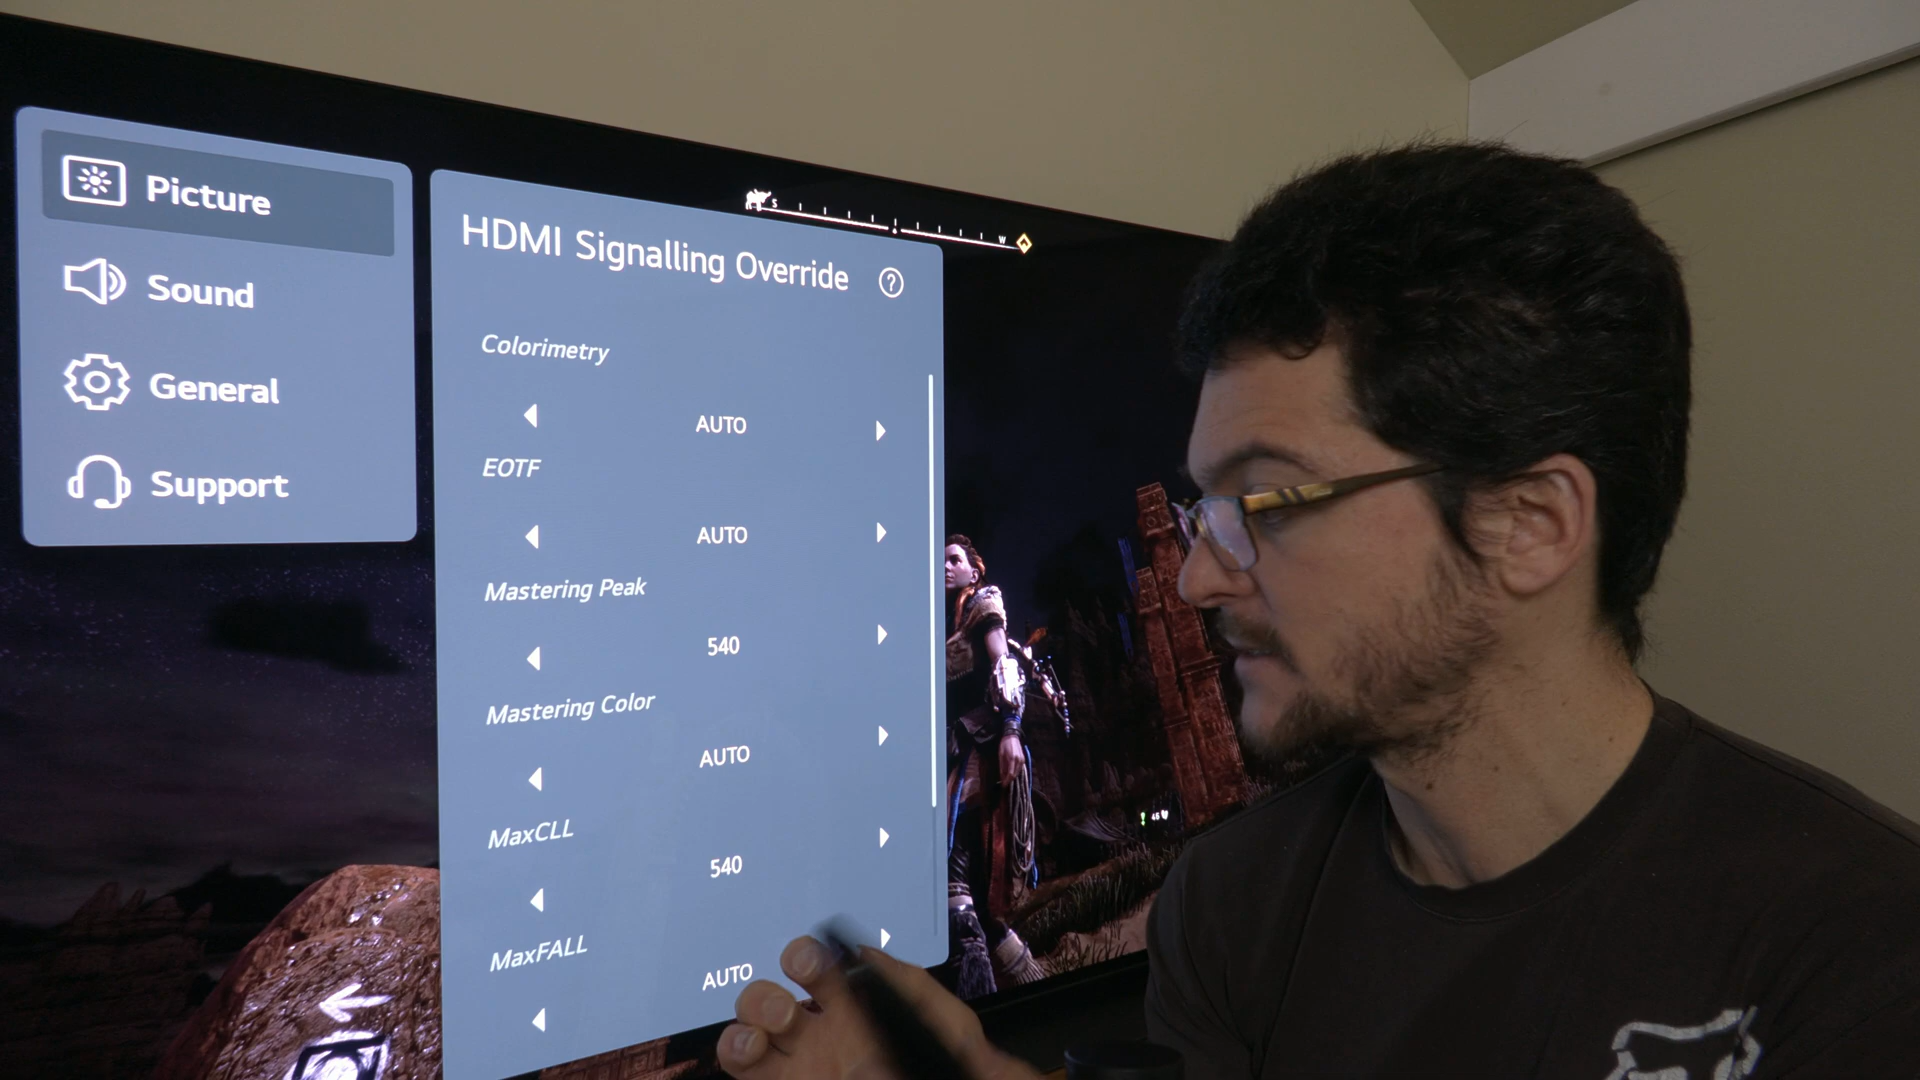 Picture
Sound
General
Support
S
W
HDMI Signalling Override ?
Colorimetry
AUTO
EOTF
AUTO
Mastering Peak
540
Mastering Color
AUTO
MaxCLL
540
MaxFALL
AUTO